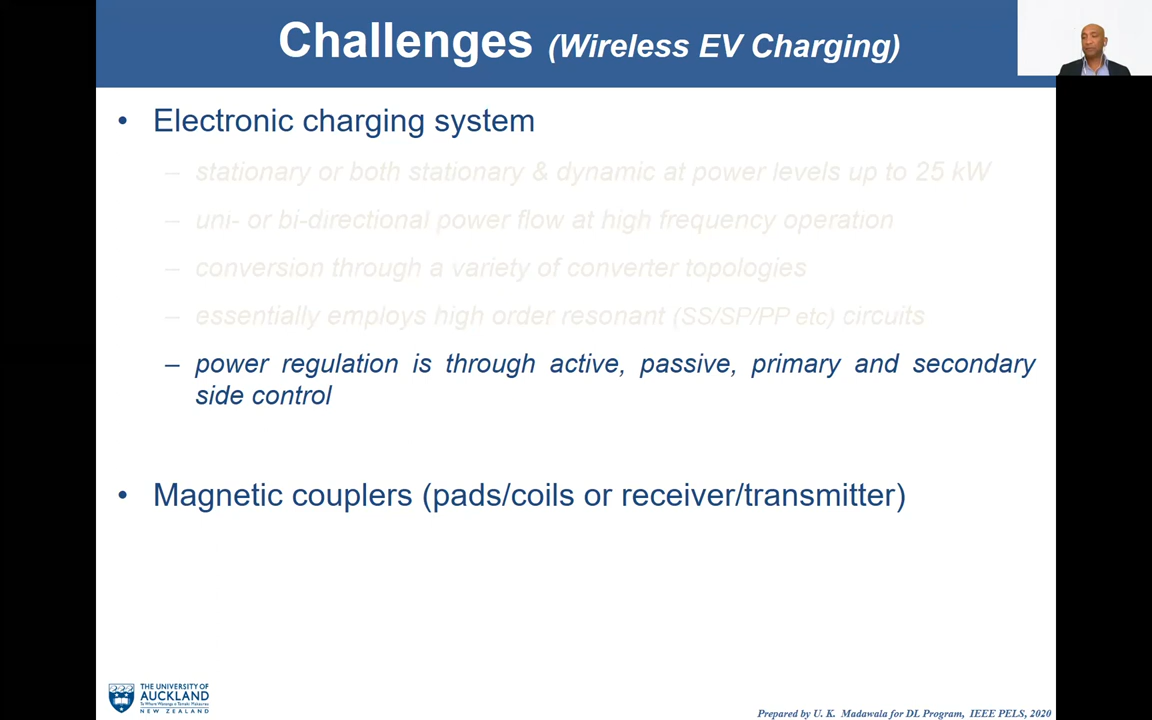 Challenges (Wireless EV Charging)
• Electronic charging system
– stationary or both stationary & dynamic at power levels up to 25 kW
– uni- or bi-directional power flow at high frequency operation
– conversion through a variety of converter topologies
– essentially employs high order resonant (SS/SP/PP etc) circuits
– power regulation is through active, passive, primary and secondary
side control
• Magnetic couplers (pads/coils or receiver/transmitter)
THE UNIVERSITY OF
AUCKLAND
NEW ZEALAND
Prepared by U. K. Madawala for DL Program, IEEE PELS, 2020